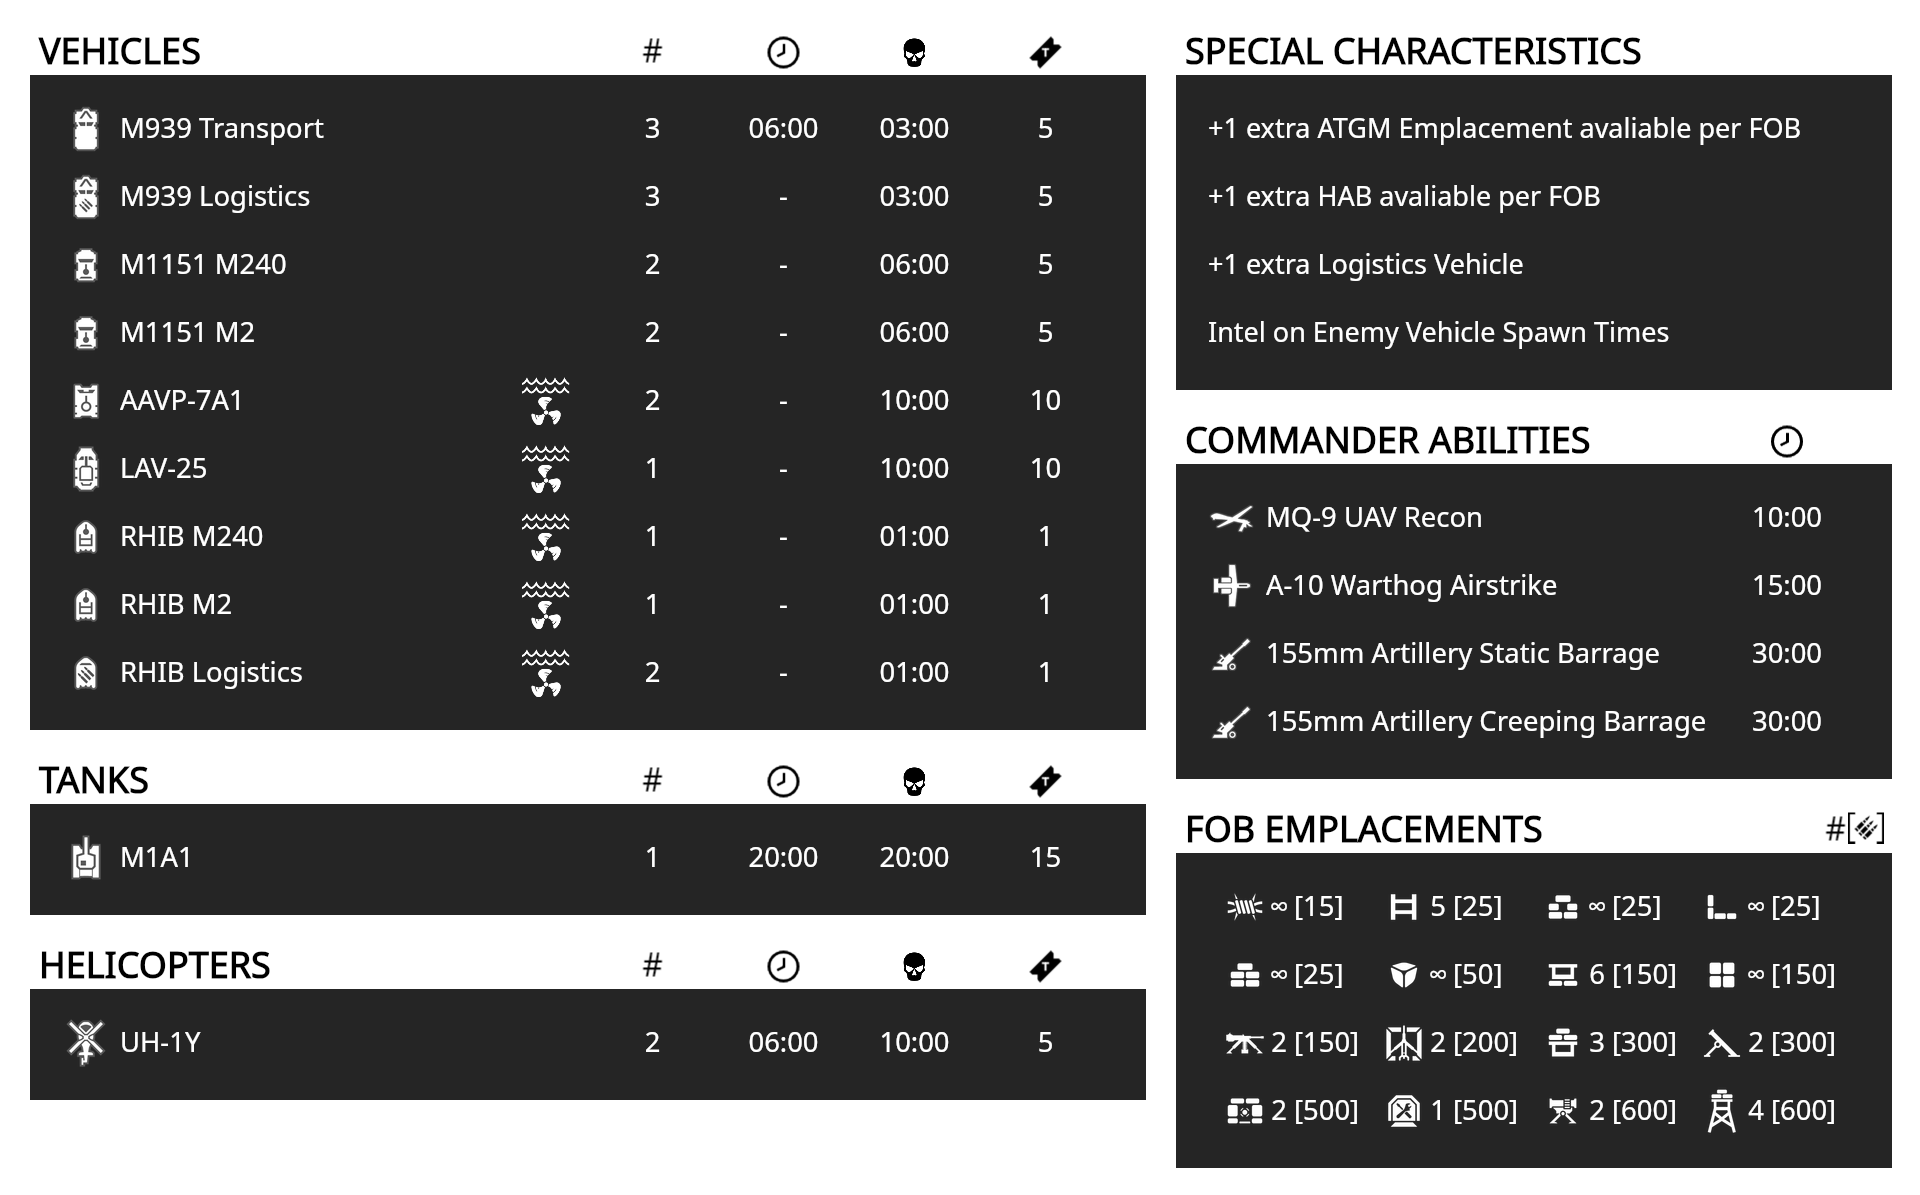 VEHICLES #
M939 Transport 3 06:00 03:00 5
M939 Logistics 3 - 03:00 5
M1151 M240 2 - 06:00 5
M1151 M2 2 - 06:00 5
AAVP-7A1 2 - 10:00 10
LAV-25 1 - 10:00 10
RHIB M240 1 - 01:00 1
RHIB M2 1 - 01:00 1
RHIB Logistics 2 - 01:00 1
TANKS #
M1A1 1 20:00 20:00 15
HELICOPTERS #
UH-1Y 2 06:00 10:00 5
SPECIAL CHARACTERISTICS
+1 extra ATGM Emplacement avaliable per FOB
+1 extra HAB avaliable per FOB
+1 extra Logistics Vehicle
Intel on Enemy Vehicle Spawn Times
COMMANDER ABILITIES
MQ-9 UAV Recon 10:00
A-10 Warthog Airstrike 15:00
155mm Artillery Static Barrage 30:00
155mm Artillery Creeping Barrage 30:00
FOB EMPLACEMENTS #[]
∞ [15] 5 [25] ∞ [25] ∞ [25]
∞ [25] ∞ [50] 6 [150] ∞ [150]
2 [150] 2 [200] 3 [300] 2 [300]
2 [500] 1 [500] 2 [600] 4 [600]